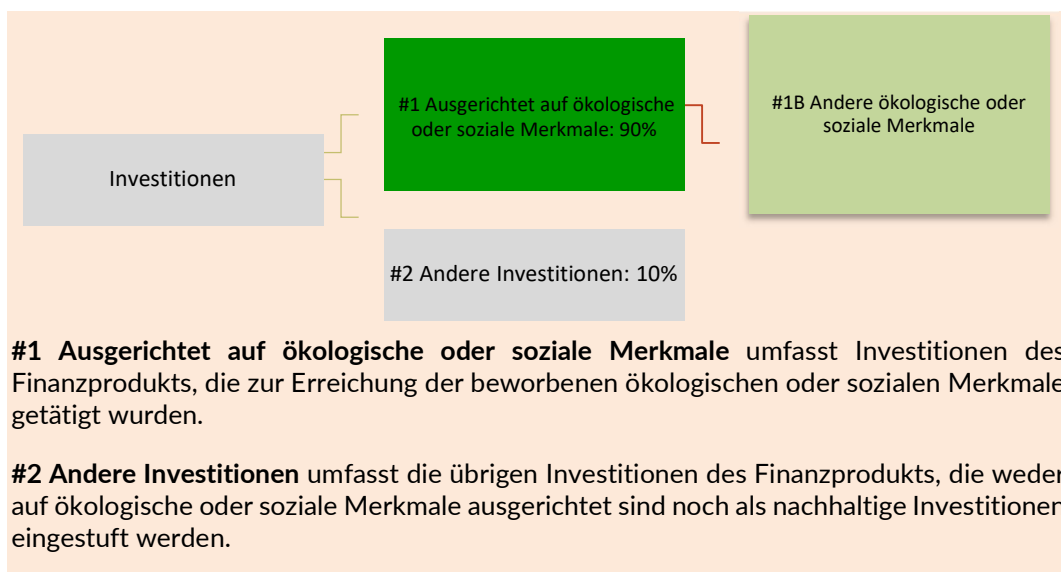 #1 Ausgerichtet auf ökologische
oder soziale Merkmale: 90%
#1B Andere ökologische oder
soziale Merkmale
Investitionen
#2 Andere Investitionen: 10%
#1 Ausgerichtet auf ökologische oder soziale Merkmale umfasst Investitionen des
Finanzprodukts, die zur Erreichung der beworbenen ökologischen oder sozialen Merkmale
getätigt wurden.
#2 Andere Investitionen umfasst die übrigen Investitionen des Finanzprodukts, die weder
auf ökologische oder soziale Merkmale ausgerichtet sind noch als nachhaltige Investitionen
eingestuft werden.